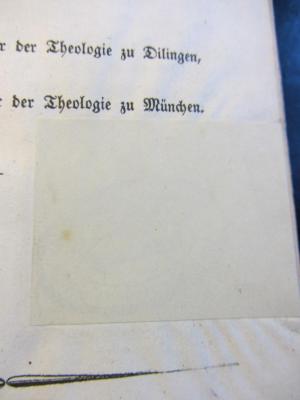 r der Theologie zu Dilingen,
r der Theologie zu München.